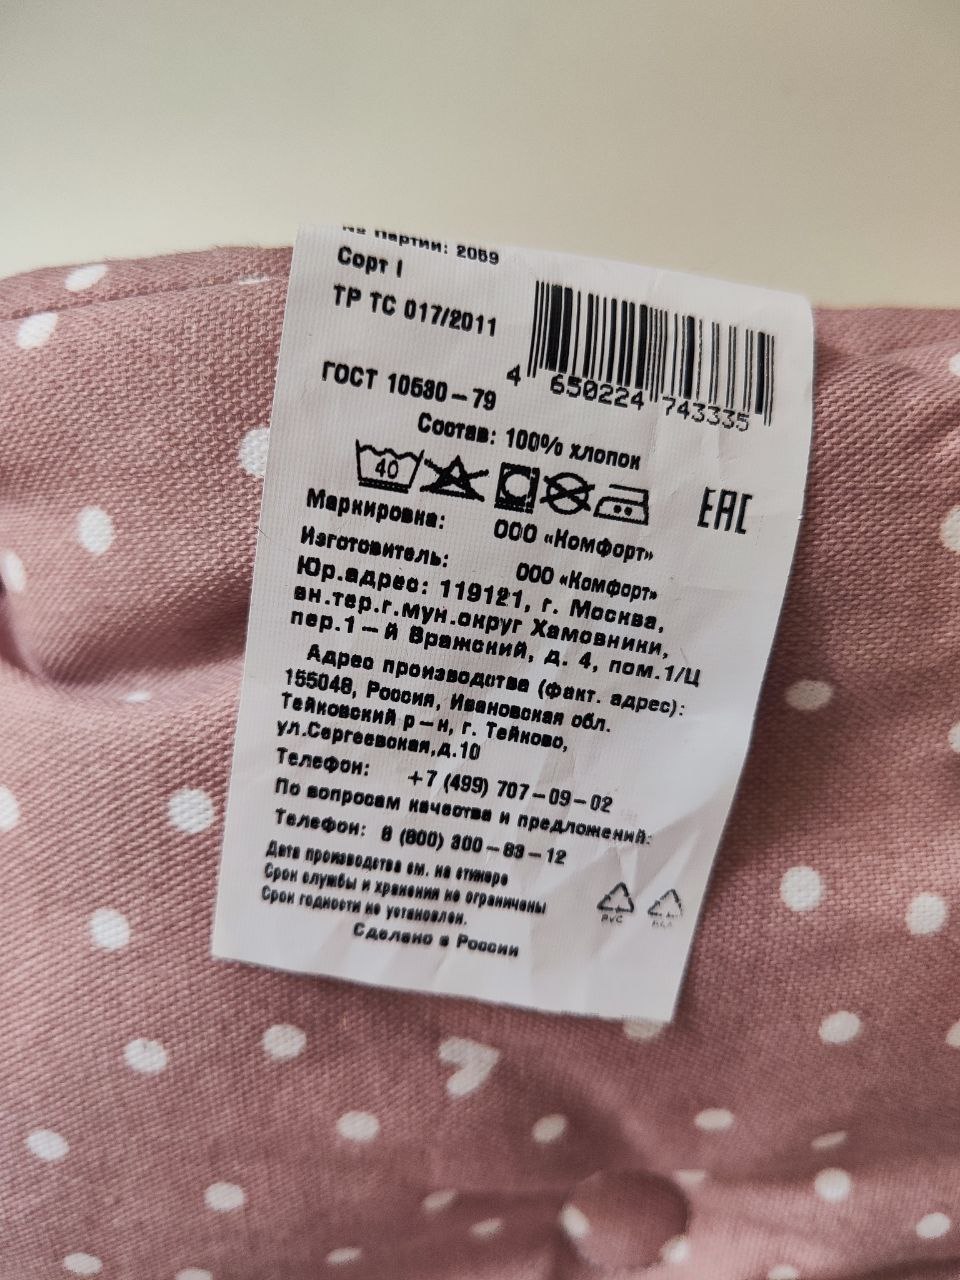 № партии: 2059
Сорт I
ТР ТС 017/2011
4 650224 743335
ГОСТ 10530-79
Состав: 100% хлопок
40
EAC
Маркировка: ООО «Комфорт»
Изготовитель: ООО «Комфорт»
Юр.адрес: 119121, г. Москва,
вн.тер.г.мун.округ Хамовники,
пер.1-й Вражский, д. 4, пом.1/Ц
Адрес производства (факт. адрес):
155048, Россия, Ивановская обл.
Тейковский р-н, г. Тейково,
ул.Сергеевская,д.10
Телефон: +7 (499) 707-09-02
По вопросам качества и предложений:
Телефон: 8 (800) 300-83-12
Дата производства см. на стикере
Срок службы и хранения не ограничены
Срок годности не установлен.
PVC
Сделано в России